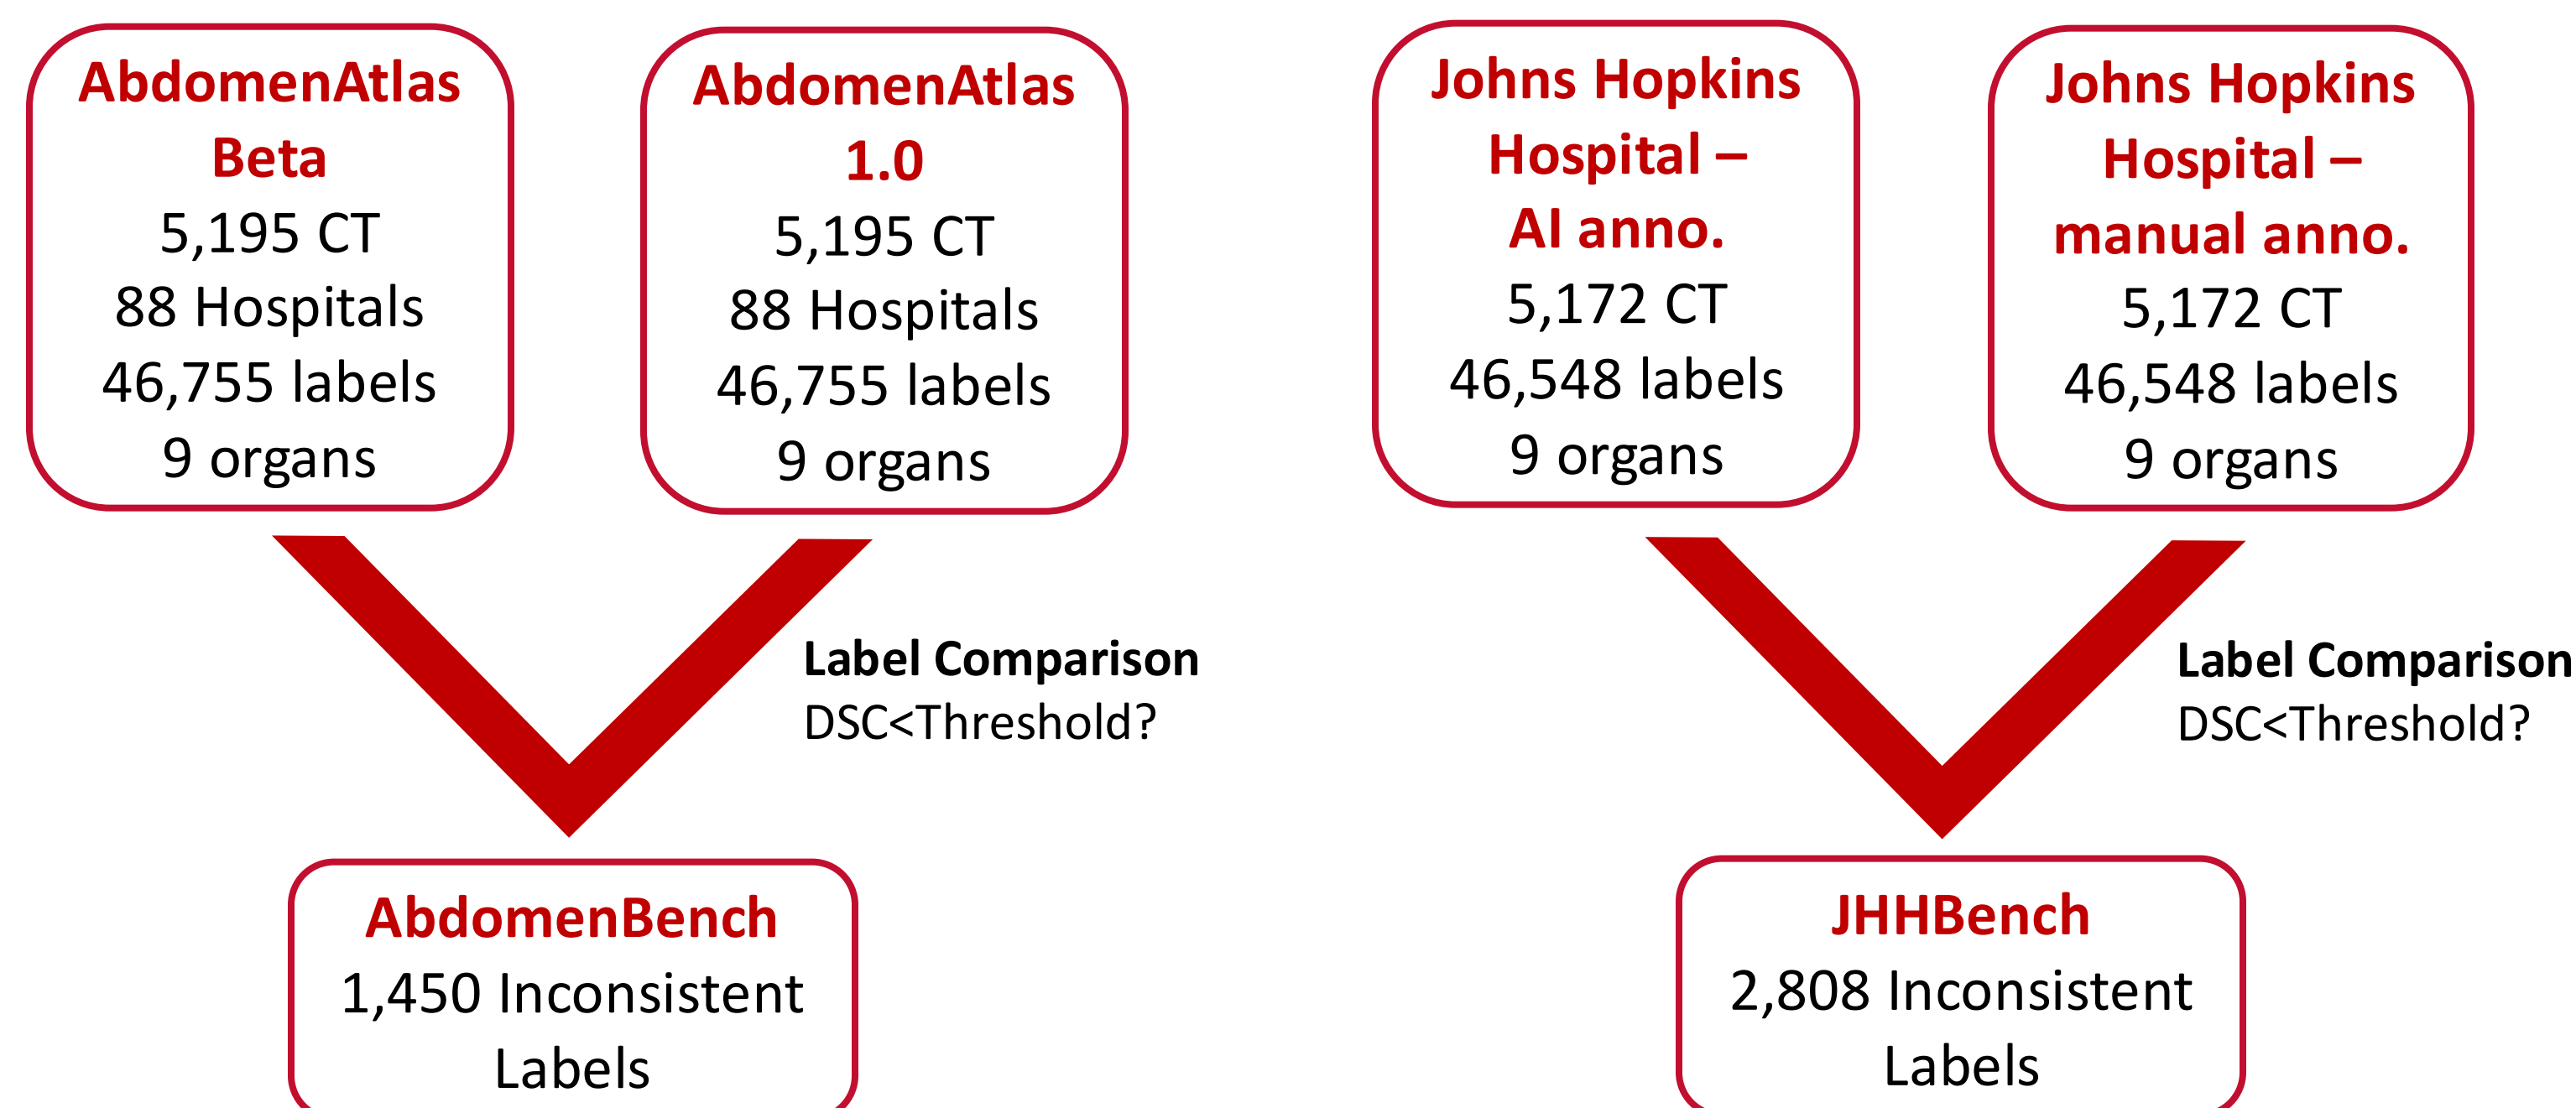 AbdomenAtlas
Beta
5,195 CT
88 Hospitals
46,755 labels
9 organs
AbdomenAtlas
1.0
5,195 CT
88 Hospitals
46,755 labels
9 organs
Label Comparison
DSC<Threshold?
AbdomenBench
1,450 Inconsistent
Labels
Johns Hopkins
Hospital –
AI anno.
5,172 CT
46,548 labels
9 organs
Johns Hopkins
Hospital –
manual anno.
5,172 CT
46,548 labels
9 organs
Label Comparison
DSC<Threshold?
JHHBench
2,808 Inconsistent
Labels